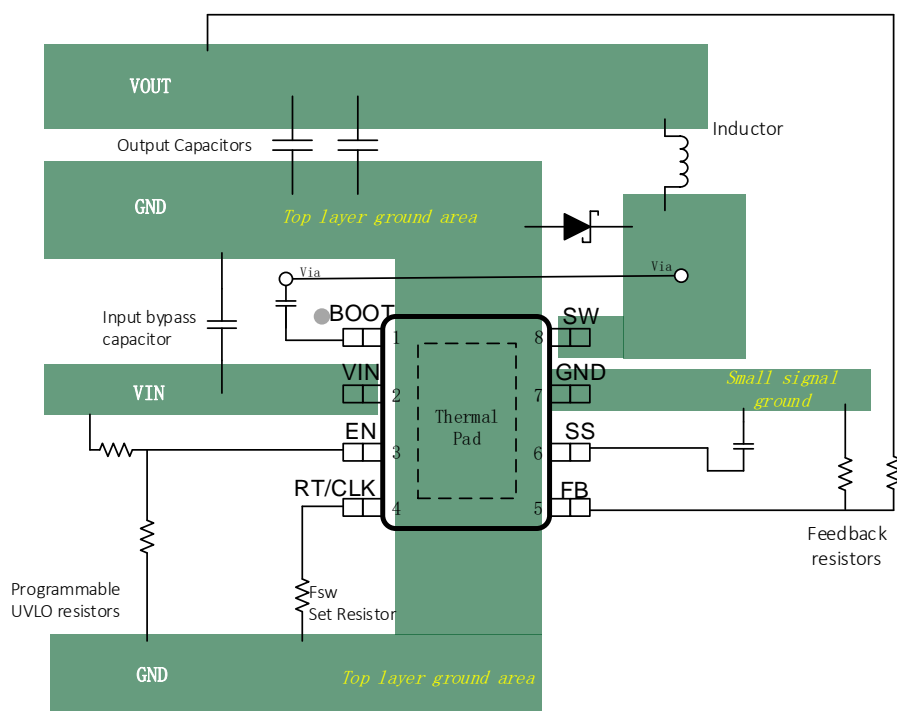 VOUT
Output Capacitors
Inductor
GND
Top layer ground area
Via
Via
Input bypass
capacitor
BOOT
SW
1
8
VIN
VIN
GND
2
7
Small signal
ground
Thermal
Pad
EN
SS
3
6
RT/CLK
FB
4
5
Feedback
resistors
Programmable
UVLO resistors
Fsw
Set Resistor
GND
Top layer ground area